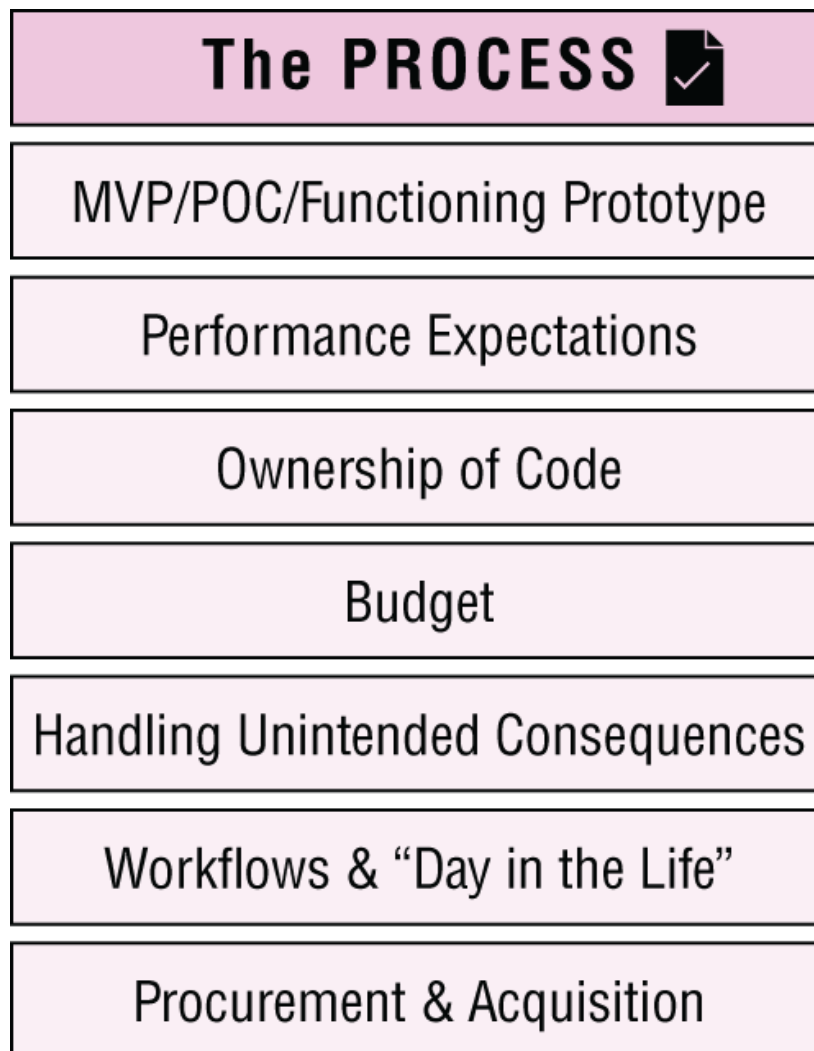 The PROCESS
MVP/POC/Functioning Prototype
Performance Expectations
Ownership of Code
Budget
Handling Unintended Consequences
Workflows & “Day in the Life”
Procurement & Acquisition